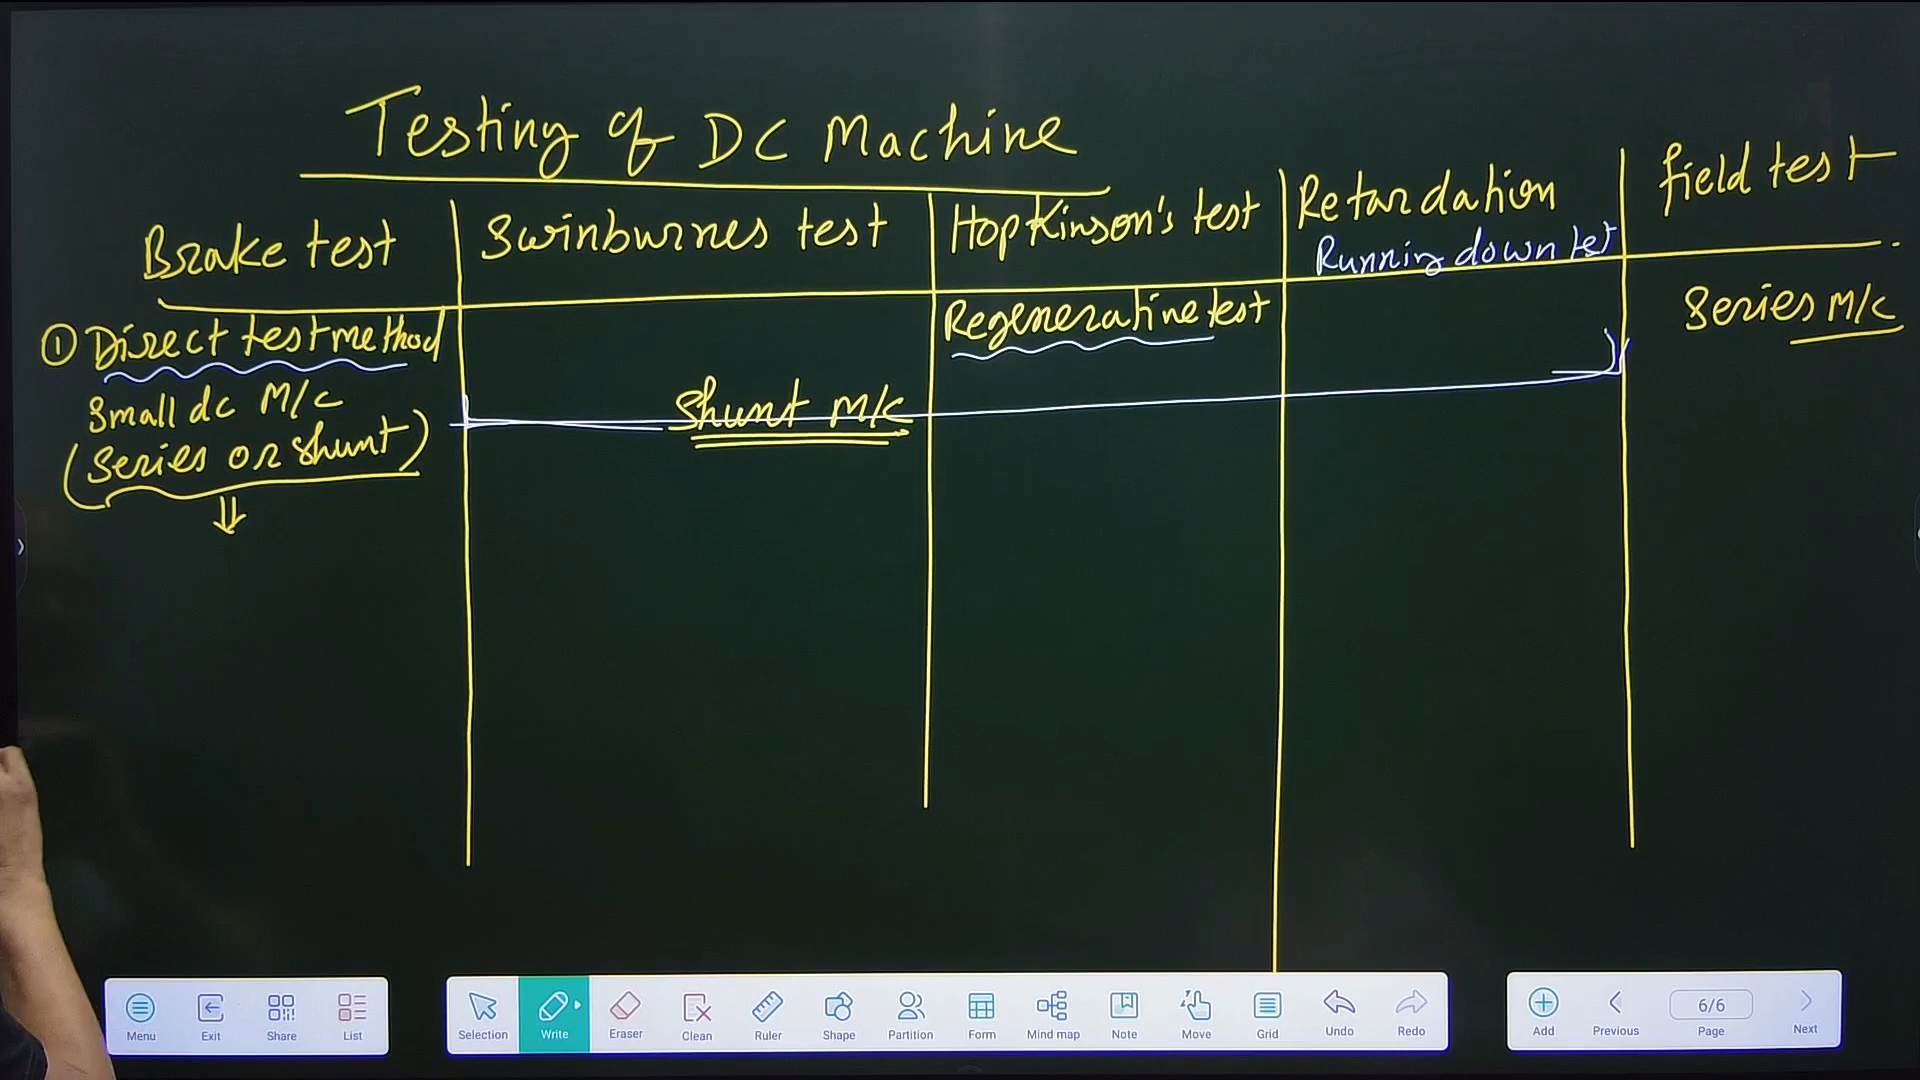 Testing of DC Machine
Brake test
Swinburnes test
Hopkinson's test
Retardation
Running down tet
field test
① Direct test method
Small dc M/c
(Series or shunt)
Shunt M/c
Regenerative test
Series M/c
Menu
Exit
Share
List
Selection
Write
Eraser
Clean
Ruler
Shape
Partition
Form
Mind map
Note
Move
Grid
Undo
Redo
Add
Previous
6/6
Page
Next